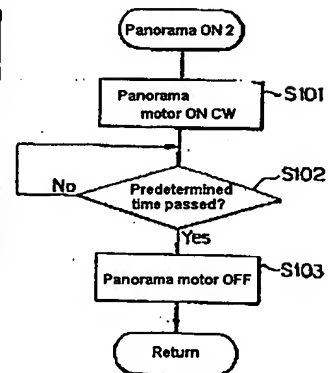 Panorama ON 2
S101
Panorama
motor ON CW
S102
Predetermined
time passed?
No
Yes
S103
Panorama motor OFF
Return